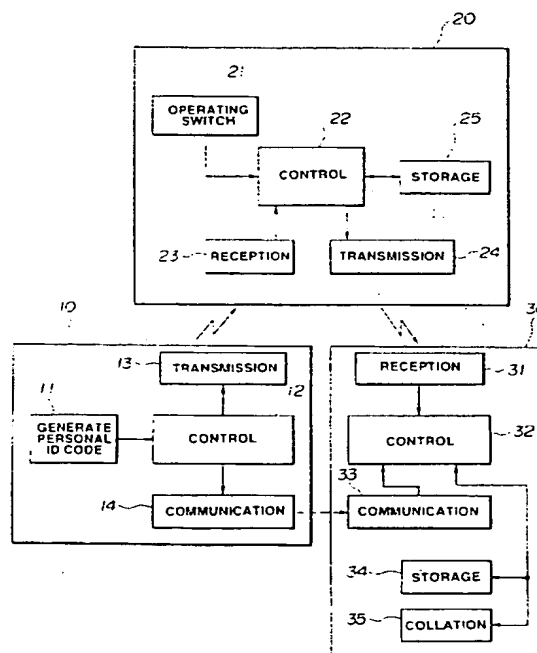 20
21
OPERATING
SWITCH
22
25
CONTROL
STORAGE
23
RECEPTION
TRANSMISSION
24
10
30
13
TRANSMISSION
12
RECEPTION
31
11
GENERATE
PERSONAL
ID CODE
CONTROL
CONTROL
32
33
14
COMMUNICATION
COMMUNICATION
34
STORAGE
35
COLLATION